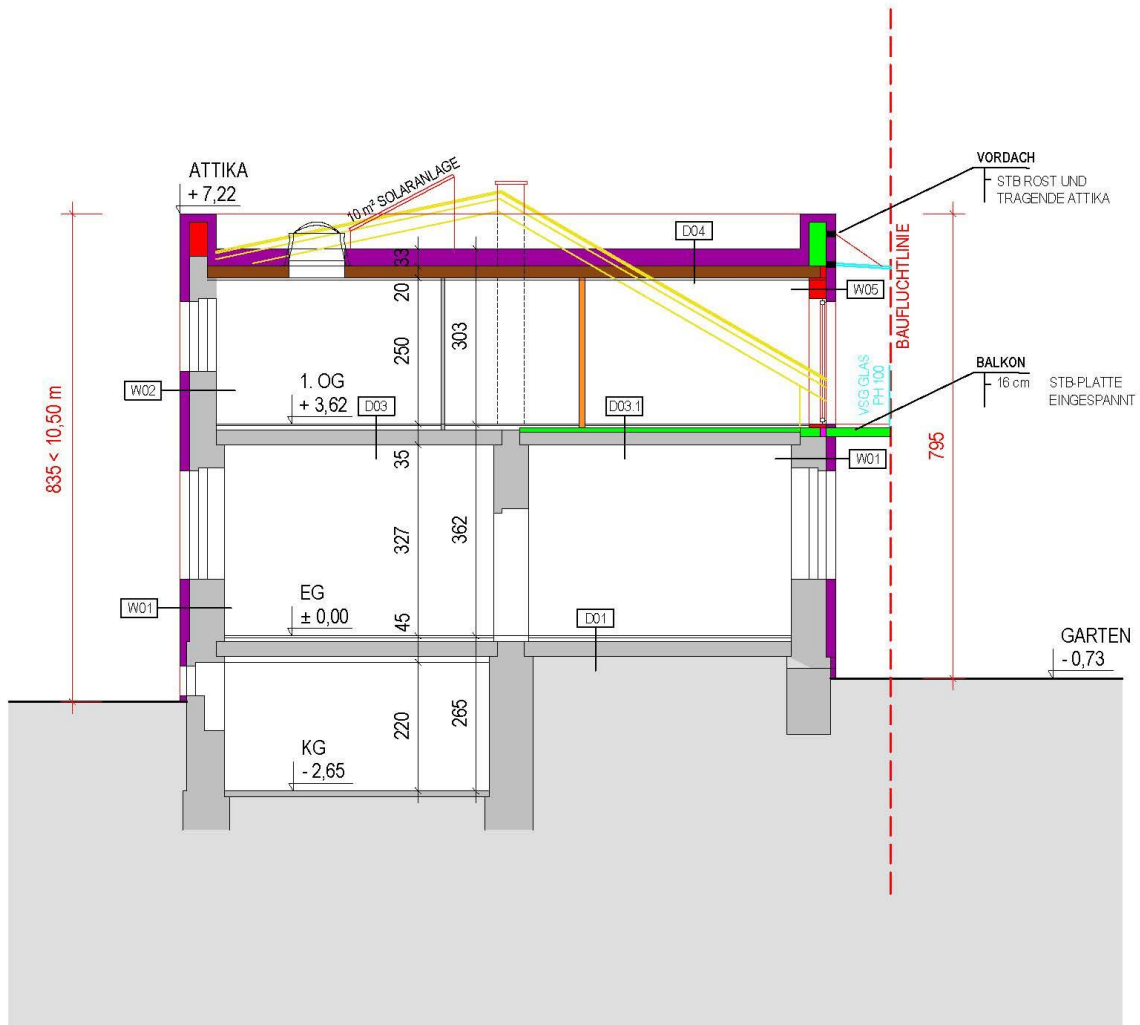 ATTIKA
+ 7,22
10 m² SOLARANLAGE
VORDACH
STB ROST UND
TRAGENDE ATTIKA
D04
33
20
W05
BAUFLUCHTLINIE
250
303
W02
1. OG
+ 3,62
D03
D03.1
VSG GLAS
PH 100
BALKON
16 cm
STB-PLATTE
EINGESPANNT
835 < 10,50 m
795
35
W01
327
362
EG
± 0,00
W01
45
D01
GARTEN
- 0,73
220
265
KG
- 2,65